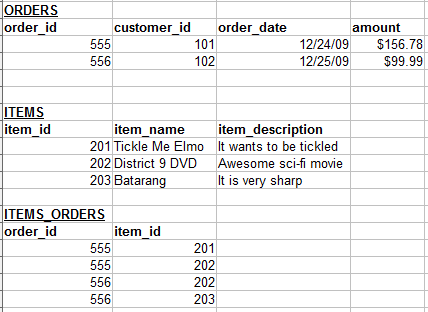 ORDERS
order_id customer_id order_date amount
555 101 12/24/09 $156.78
556 102 12/25/09 $99.99
ITEMS
item_id item_name item_description
201 Tickle Me Elmo It wants to be tickled
202 District 9 DVD Awesome sci-fi movie
203 Batarang It is very sharp
ITEMS_ORDERS
order_id item_id
555 201
555 202
556 202
556 203